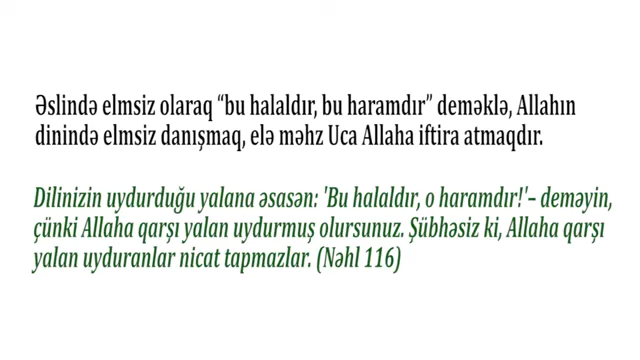 Əslində elmsiz olaraq “bu halaldır, bu haramdır” deməklə, Allahın
dinində elmsiz danışmaq, elə məhz Uca Allaha iftira atmaqdır.
Dilinizin uydurduğu yalana əsasən: 'Bu halaldır, o haramdır!'– deməyin,
çünki Allaha qarşı yalan uydurmuş olursunuz. Şübhəsiz ki, Allaha qarşı
yalan uyduranlar nicat tapmazlar. (Nəhl 116)